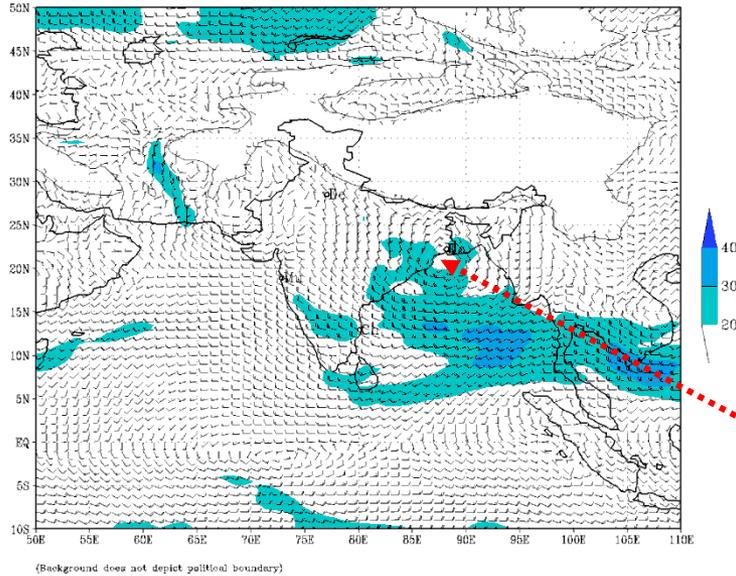 50N
45N
40N
35N
30N
25N
20N
15N
10N
5N
EQ
5S
10S
50E 55E 60E 65E 70E 75E 80E 85E 90E 95E 100E 105E 110E
40
30
20
(Background does not depict political boundary)